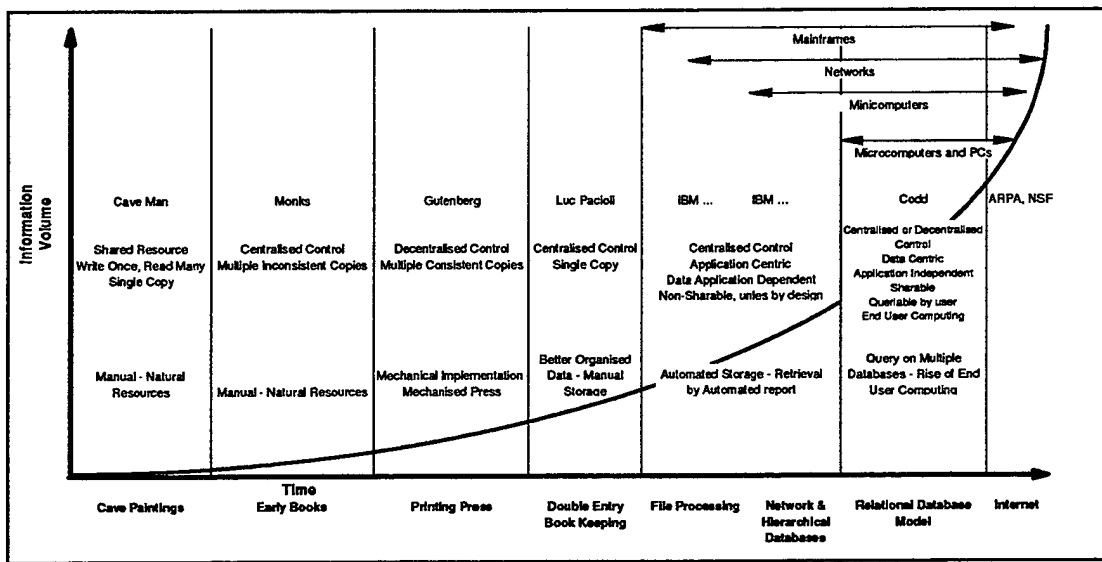 Mainframes
Networks
Minicomputers
Microcomputers and PCs
Information
Volume
Cave Man
Monks
Gutenberg
Luc Pacioli
IBM ...
IBM ...
Codd
ARPA, NSF
Shared Resource
Write Once, Read Many
Single Copy
Centralised Control
Multiple Inconsistent Copies
Decentralised Control
Multiple Consistent Copies
Centralised Control
Single Copy
Centralised Control
Application Centric
Data Application Dependent
Non-Sharable, unles by design
Centralised or Decentralised
Control
Data Centric
Application Independent
Sharable
Queriable by user
End User Computing
Manual - Natural
Resources
Manual - Natural Resources
Mechanical Implementation
Mechanised Press
Better Organised
Data - Manual
Storage
Automated Storage - Retrieval
by Automated report
Query on Multiple
Databases - Rise of End
User Computing
Time
Cave Paintings
Early Books
Printing Press
Double Entry
Book Keeping
File Processing
Network &
Hierarchical
Databases
Relational Database
Model
Internet